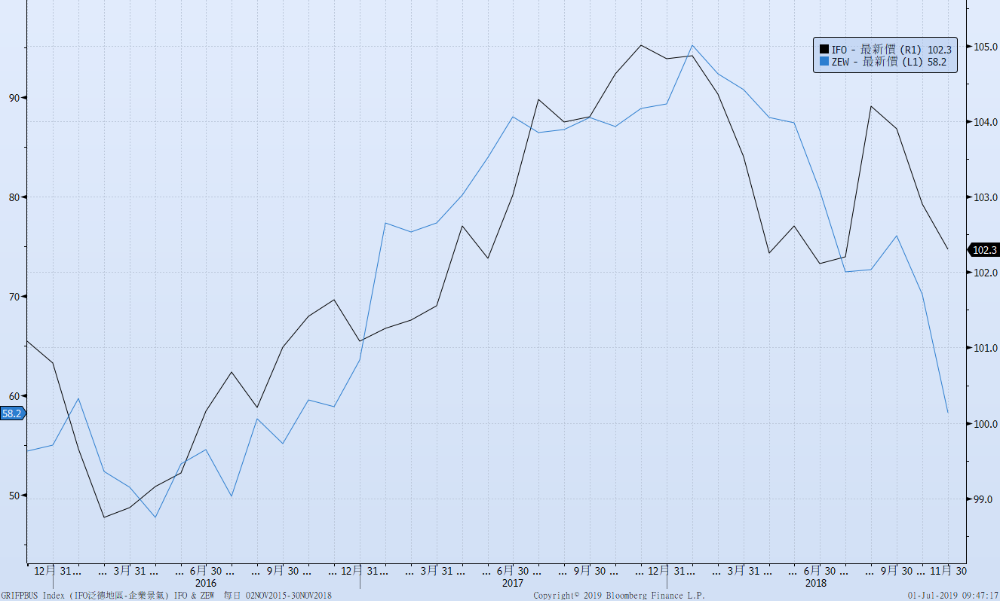 IFO - 最新價 (R1) 102.3
ZEW - 最新價 (L1) 58.2
105.0
104.0
103.0
102.3
102.0
101.0
100.0
99.0
90
80
70
60
58.2
50
12月 31... ... 3月 31 ... ... 6月 30 ... 9月 30 ... ... 12月 31 ... ... 3月 31 ... ... 6月 30 ... 9月 30 ... ... 12月 31 ... ... 3月 31 ... ... 6月 30 ... 9月 30 ... 11月 30
2016 2017 2018
GRIFPBUS Index (IFO泛德地區-企業景氣) IFO & ZEW 每日 02NOV2015-30NOV2018 Copyright© 2019 Bloomberg Finance L.P. 01-Jul-2019 09:47:17